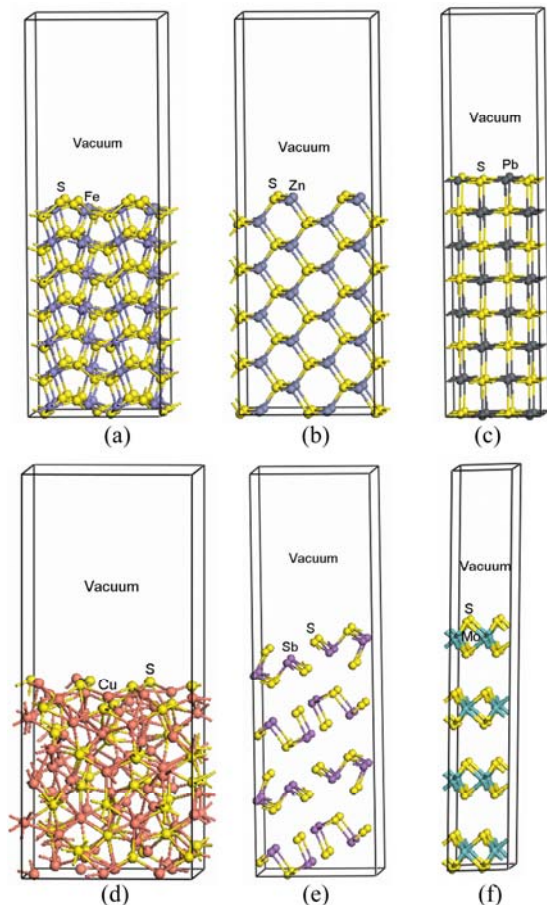 Vacuum
S
Fe
(a)
Vacuum
S Zn
(b)
Vacuum
S Pb
(c)
Vacuum
Cu
S
(d)
Vacuum
Sb
S
(e)
Vacuum
S
Mo
(f)